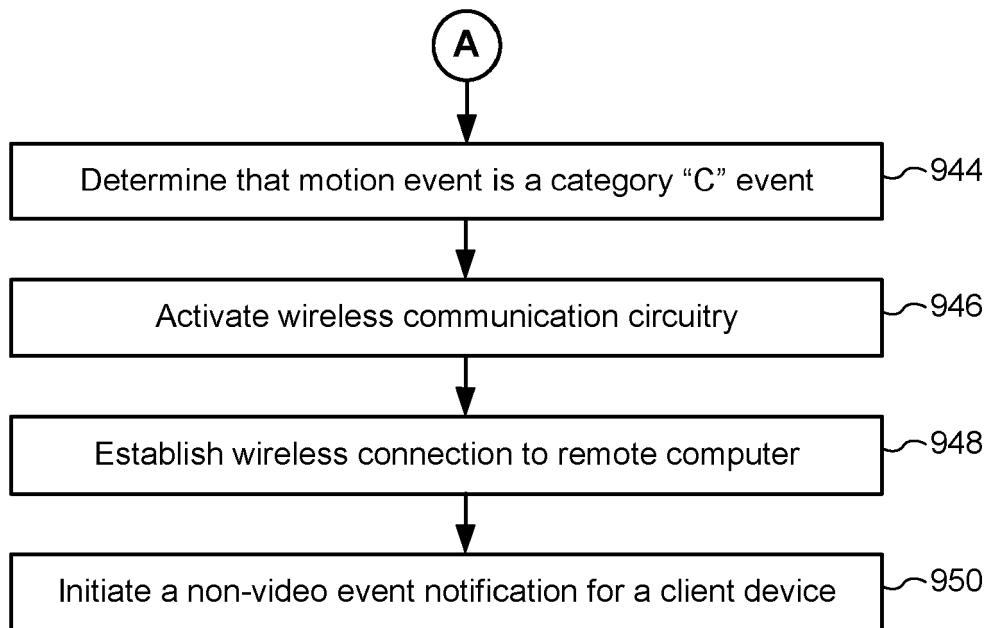 A
Determine that motion event is a category “C” event
944
Activate wireless communication circuitry
946
Establish wireless connection to remote computer
948
Initiate a non-video event notification for a client device
950